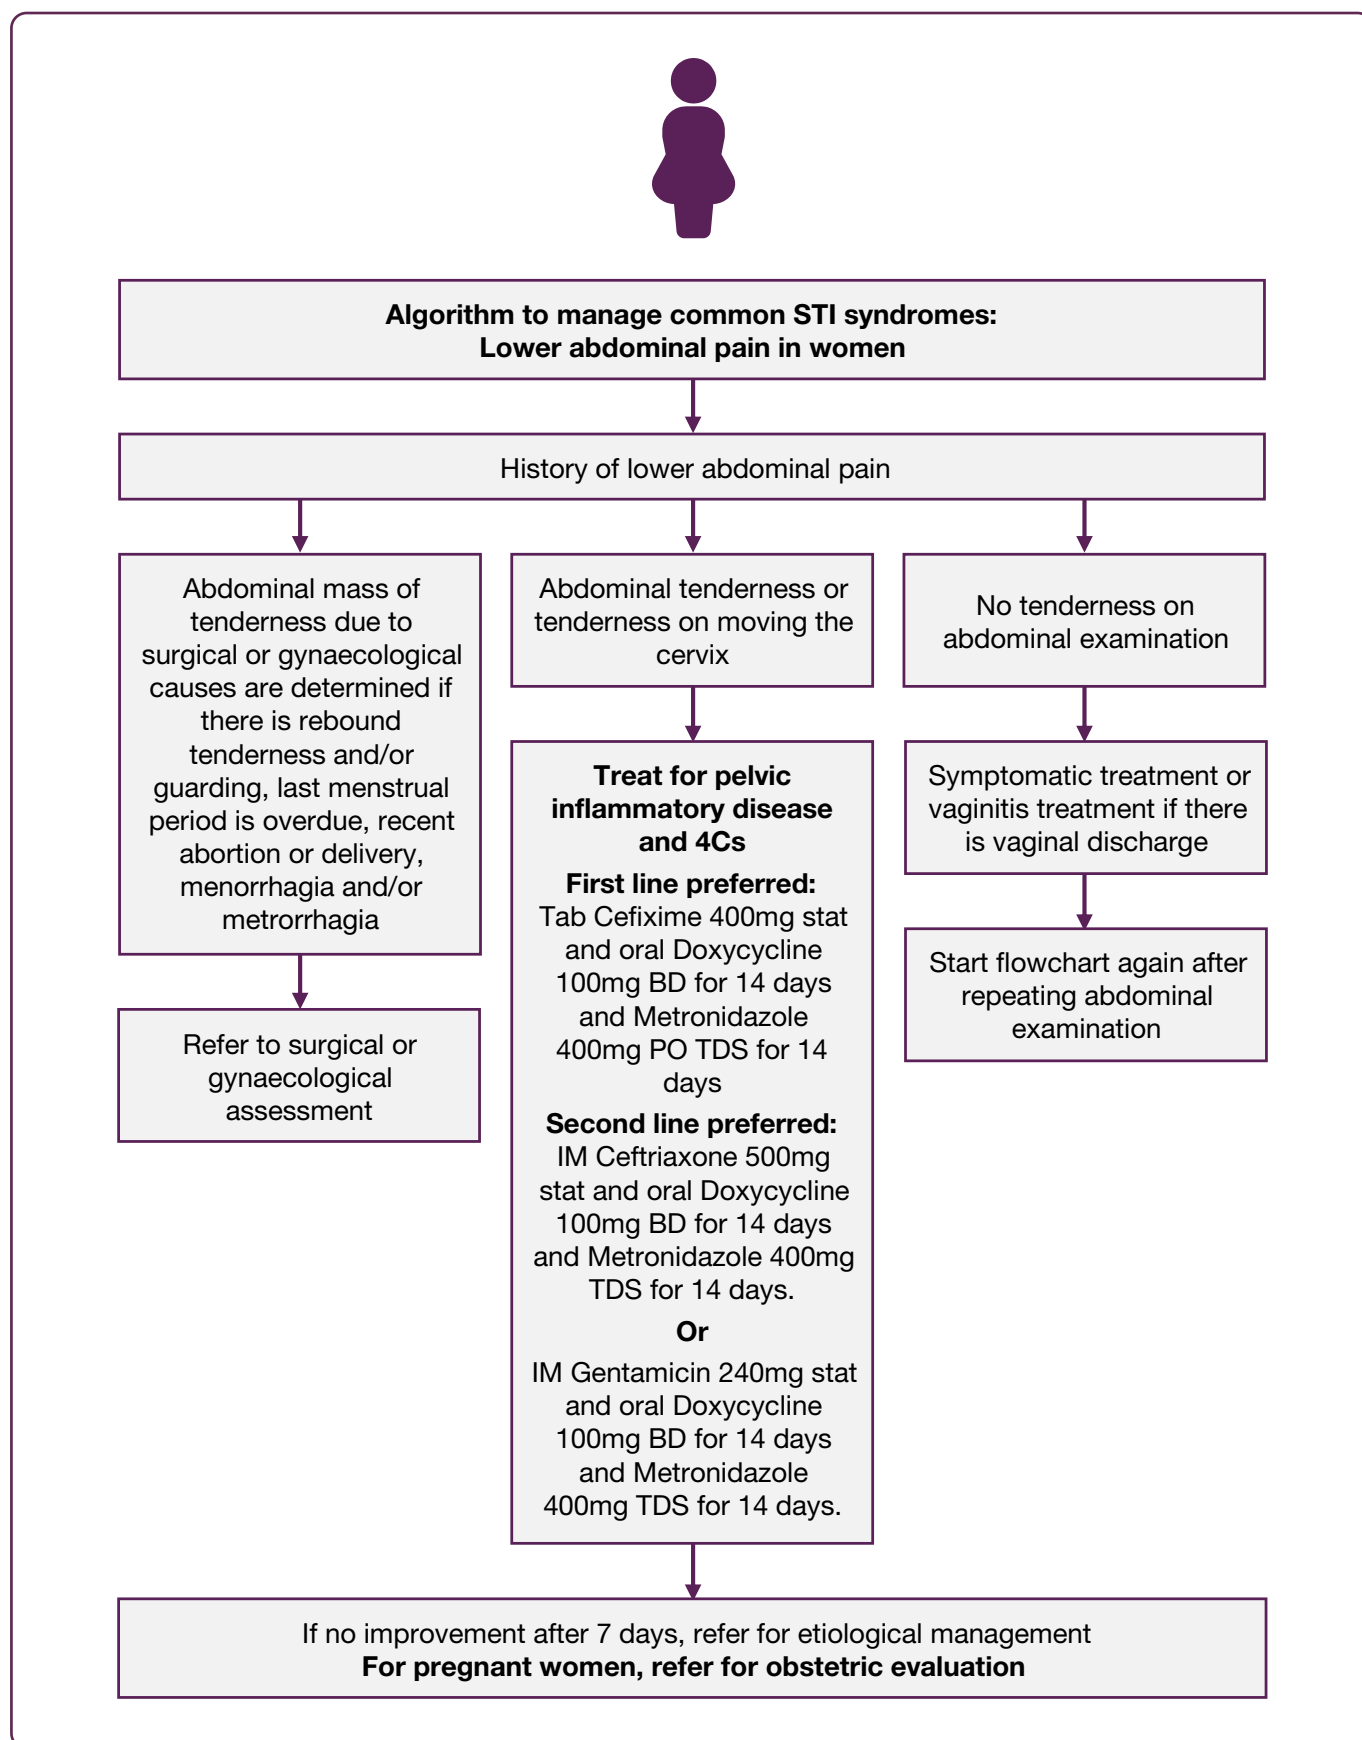 Algorithm to manage common STI syndromes:
Lower abdominal pain in women
History of lower abdominal pain
Abdominal mass of
tenderness due to
surgical or gynaecological
causes are determined if
there is rebound
tenderness and/or
guarding, last menstrual
period is overdue, recent
abortion or delivery,
menorrhagia and/or
metrorrhagia
Refer to surgical or
gynaecological
assessment
Abdominal tenderness or
tenderness on moving the
cervix
Treat for pelvic
inflammatory disease
and 4Cs
First line preferred:
Tab Cefixime 400mg stat
and oral Doxycycline
100mg BD for 14 days
and Metronidazole
400mg PO TDS for 14
days
Second line preferred:
IM Ceftriaxone 500mg
stat and oral Doxycycline
100mg BD for 14 days
and Metronidazole 400mg
TDS for 14 days.
Or
IM Gentamicin 240mg stat
and oral Doxycycline
100mg BD for 14 days
and Metronidazole
400mg TDS for 14 days.
No tenderness on
abdominal examination
Symptomatic treatment or
vaginitis treatment if there
is vaginal discharge
Start flowchart again after
repeating abdominal
examination
If no improvement after 7 days, refer for etiological management
For pregnant women, refer for obstetric evaluation